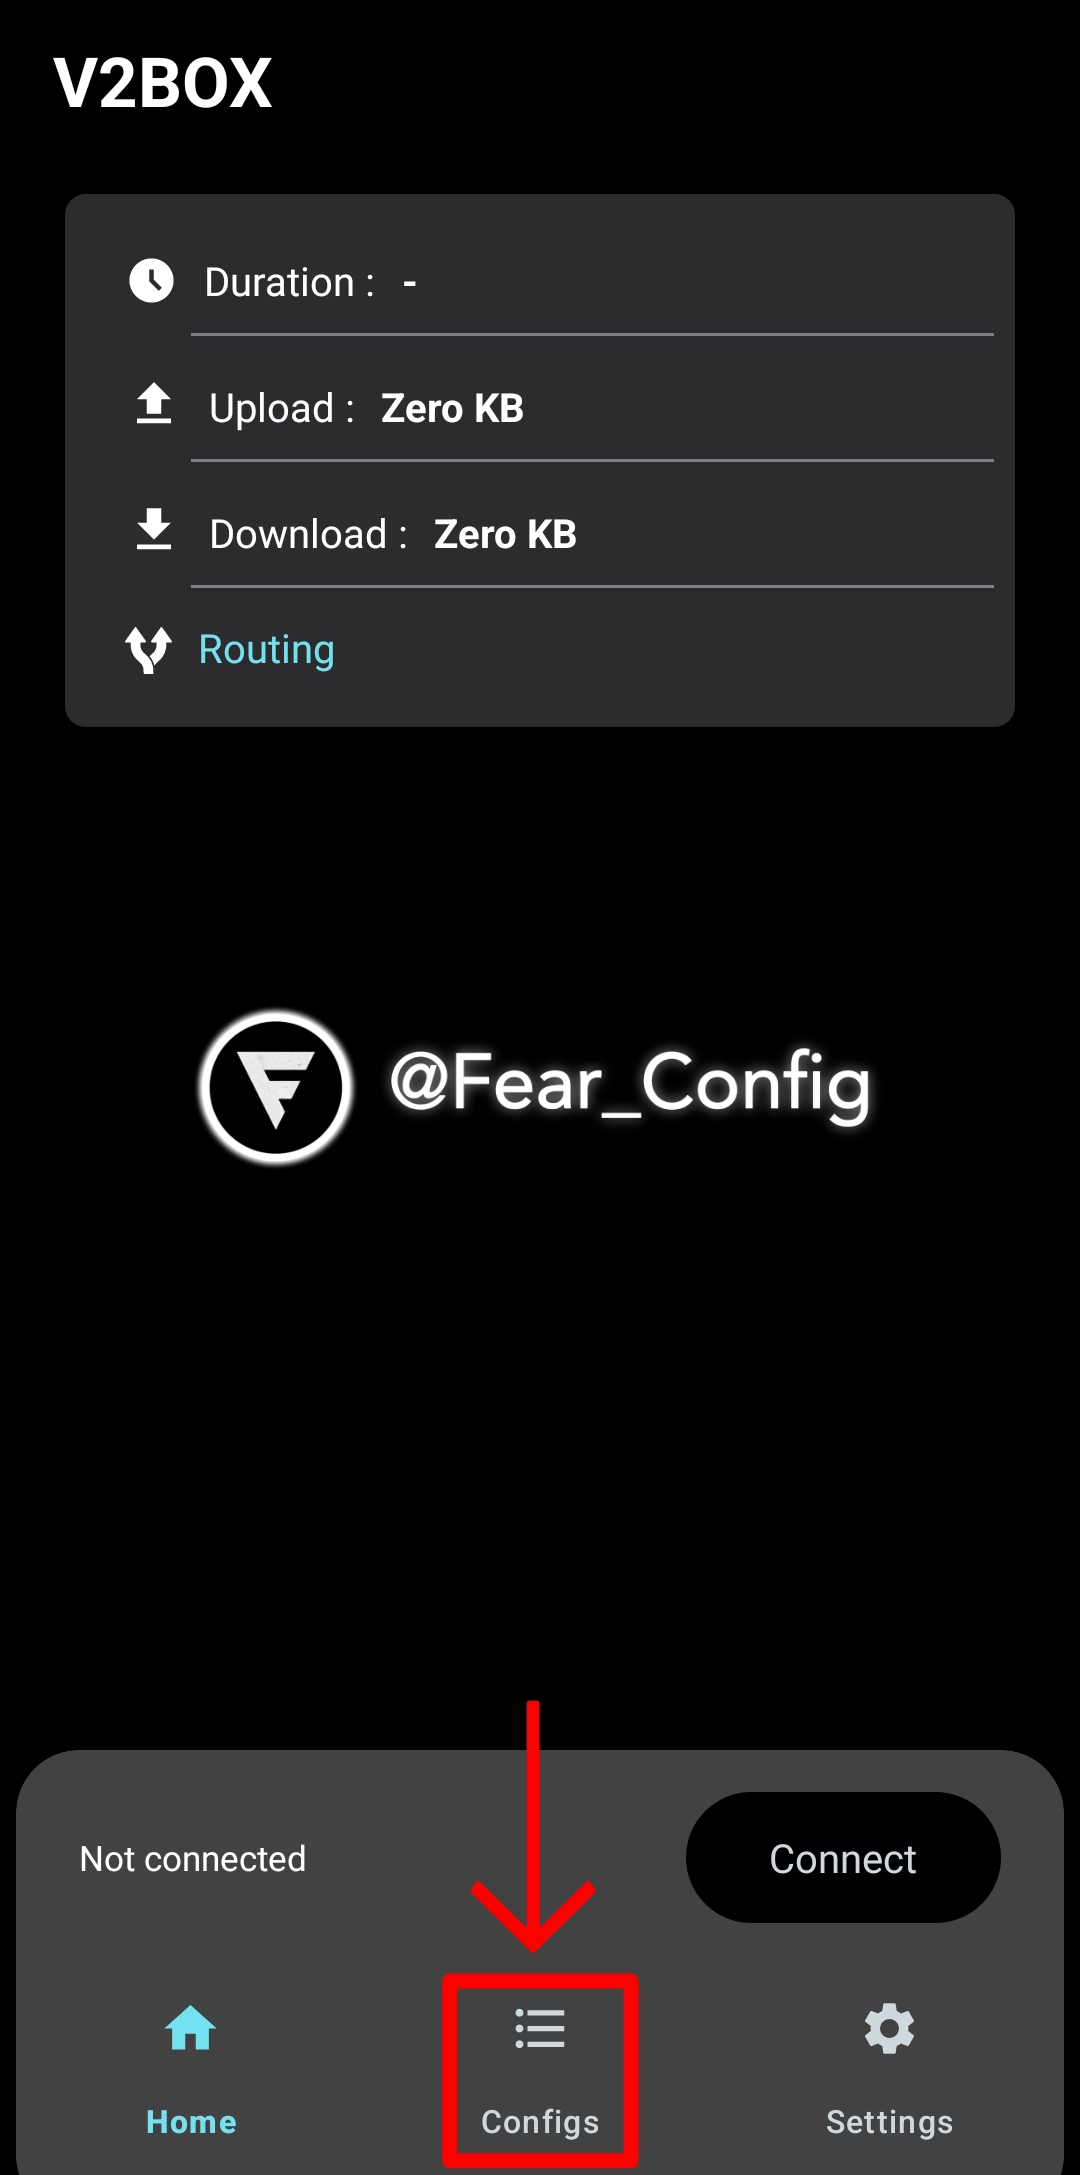 V2BOX
Duration : -
Upload : Zero KB
Download : Zero KB
Routing
@Fear_Config
Not connected
Connect
Home
Configs
Settings